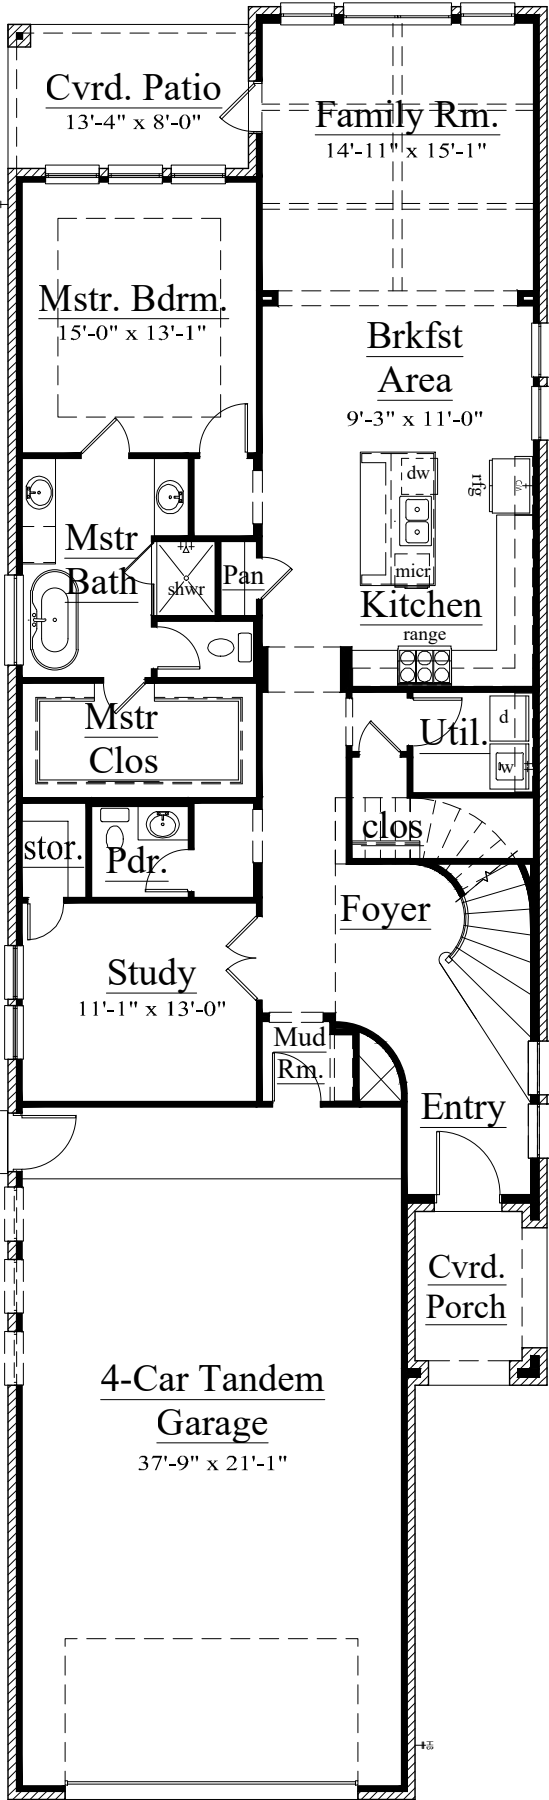 Cvrd. Patio
13'-4" x 8'-0"
Family Rm.
14'-11" x 15'-1"
Mstr. Bdrm.
15'-0" x 13'-1"
Brkfst
Area
9'-3" x 11'-0"
dw
rfg
micr
Kitchen
range
Mstr
Bath
shwr
Pan
Mstr
Clos
Util.
d
w
clos
stor.
Pdr.
Foyer
Study
11'-1" x 13'-0"
Mud
Rm.
Entry
Cvrd.
Porch
4-Car Tandem
Garage
37'-9" x 21'-1"